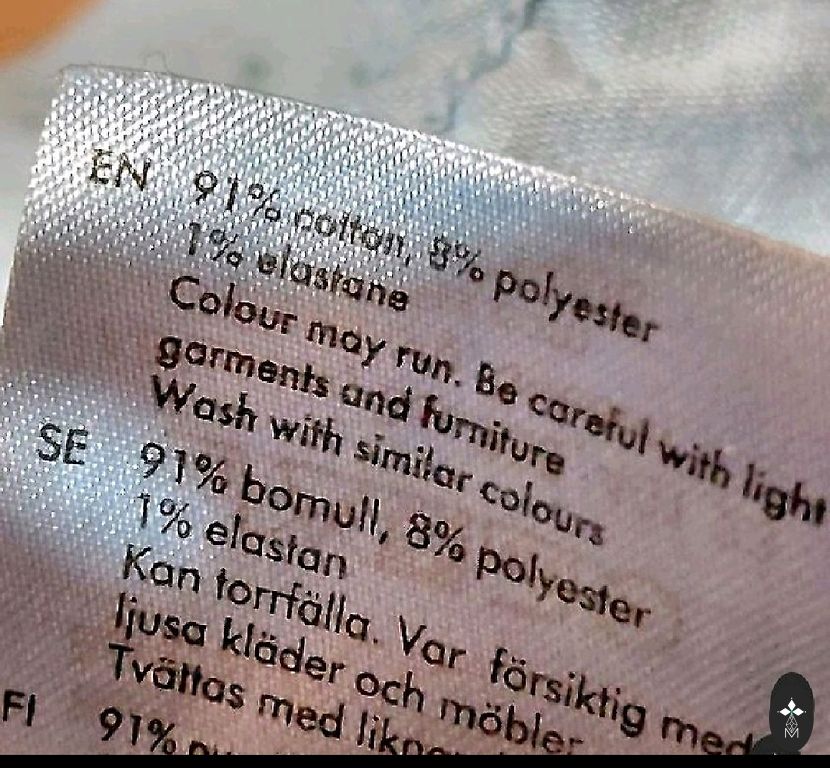 EN 91% cotton, 8% polyester
1% elastane
Colour may run. Be careful with light
garments and furniture
Wash with similar colours
SE 91% bomull, 8% polyester
1% elastan
Kan torrfälla. Var försiktig med
ljusa kläder och möbler
Tvättas med
FI 91%
M